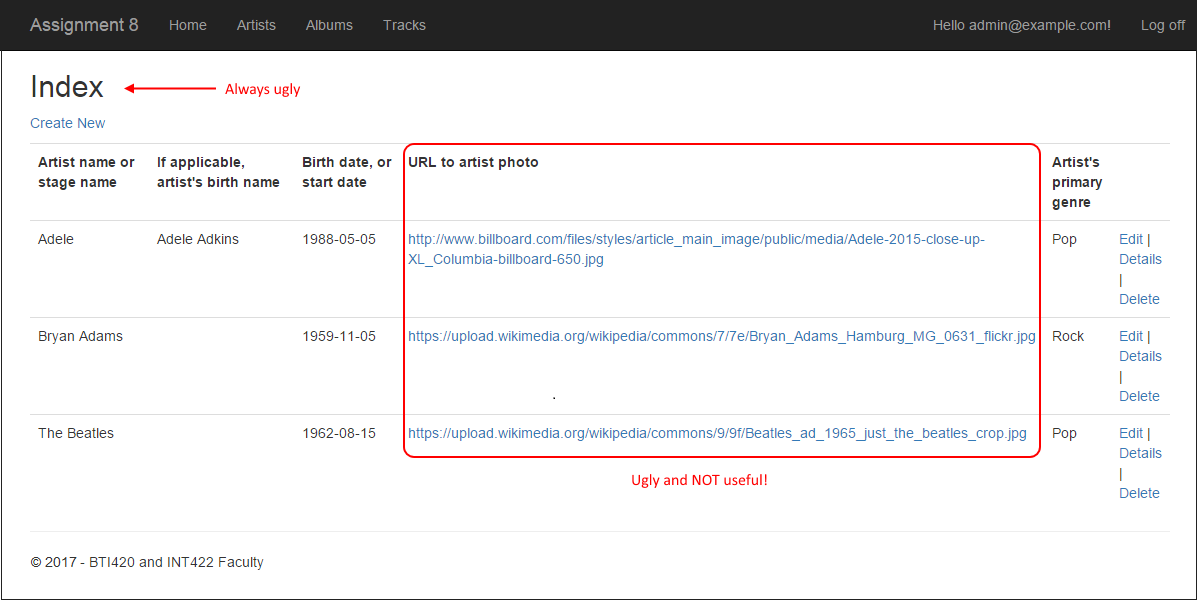 Assignment 8 Home Artists Albums Tracks Hello admin@example.com! Log off
Index Always ugly
Create New
Artist name or stage name
If applicable, artist's birth name
Birth date, or start date
URL to artist photo
Artist's primary genre
Adele Adele Adkins 1988-05-05 http://www.billboard.com/files/styles/article_main_image/public/media/Adele-2015-close-up- Pop Edit |
XL_Columbia-billboard-650.jpg Details
|
Delete
Bryan Adams 1959-11-05 https://upload.wikimedia.org/wikipedia/commons/7/7e/Bryan_Adams_Hamburg_MG_0631_flickr.jpg Rock Edit |
Details
|
Delete
The Beatles 1962-08-15 https://upload.wikimedia.org/wikipedia/commons/9/9f/Beatles_ad_1965_just_the_beatles_crop.jpg Pop Edit |
Details
|
Delete
Ugly and NOT useful!
© 2017 - BTI420 and INT422 Faculty